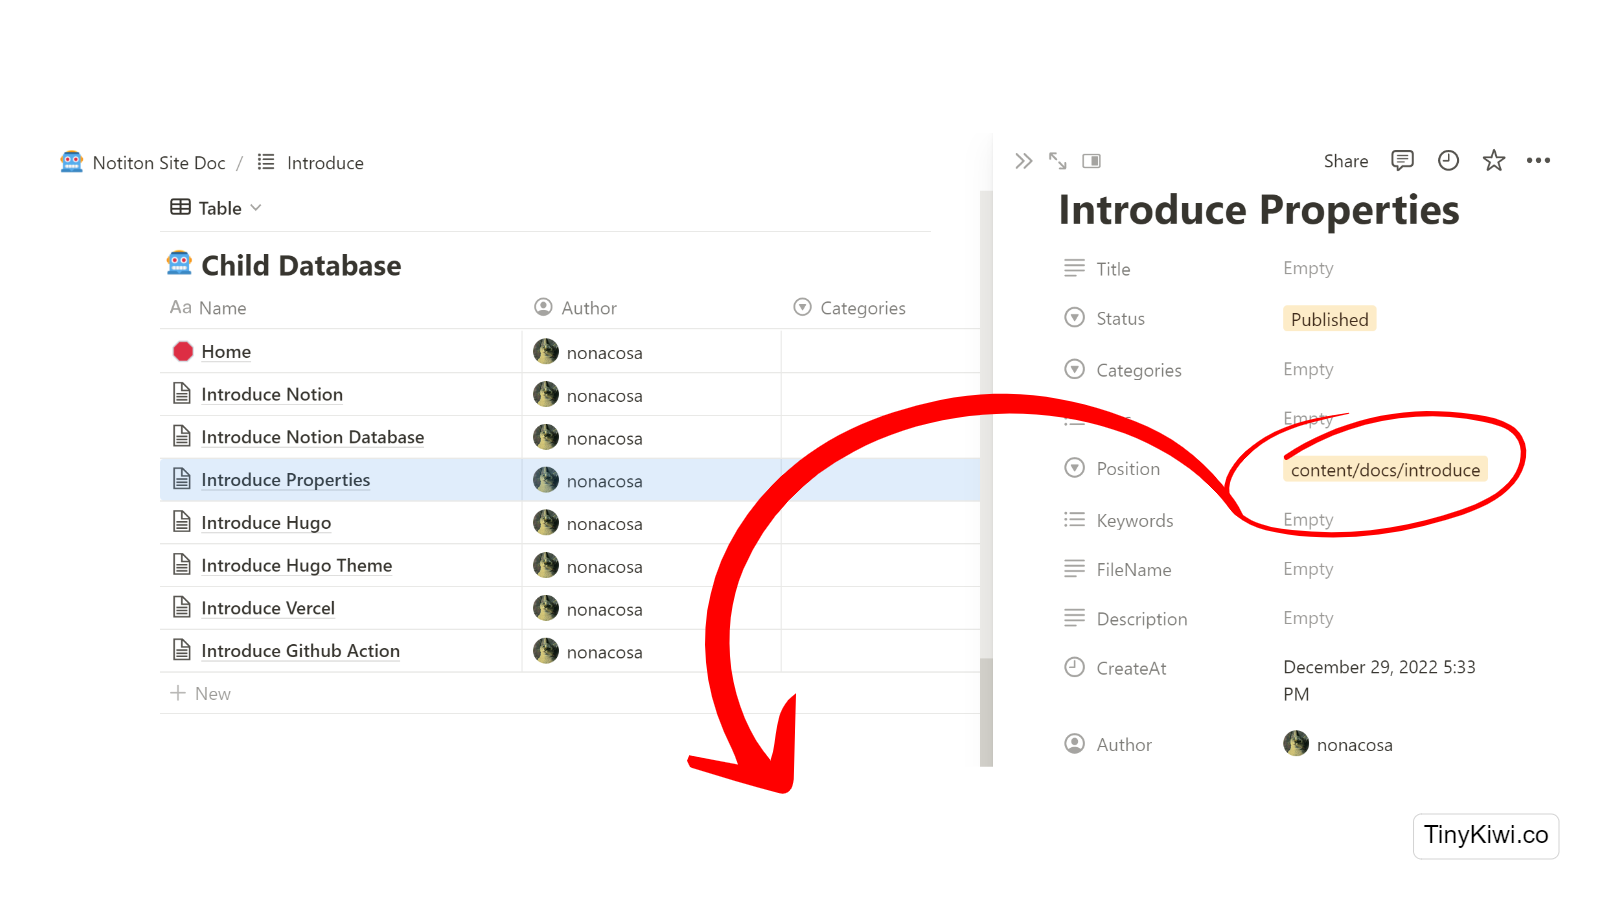 Notiton Site Doc / Introduce
Table
Child Database
Aa Name Author Categories
Home nonacosa
Introduce Notion nonacosa
Introduce Notion Database nonacosa
Introduce Properties nonacosa
Introduce Hugo nonacosa
Introduce Hugo Theme nonacosa
Introduce Vercel nonacosa
Introduce Github Action nonacosa
+ New
Share
Introduce Properties
Title Empty
Status Published
Categories Empty
Empty
Position content/docs/introduce
Keywords Empty
FileName Empty
Description Empty
CreateAt December 29, 2022 5:33
PM
Author nonacosa
TinyKiwi.co